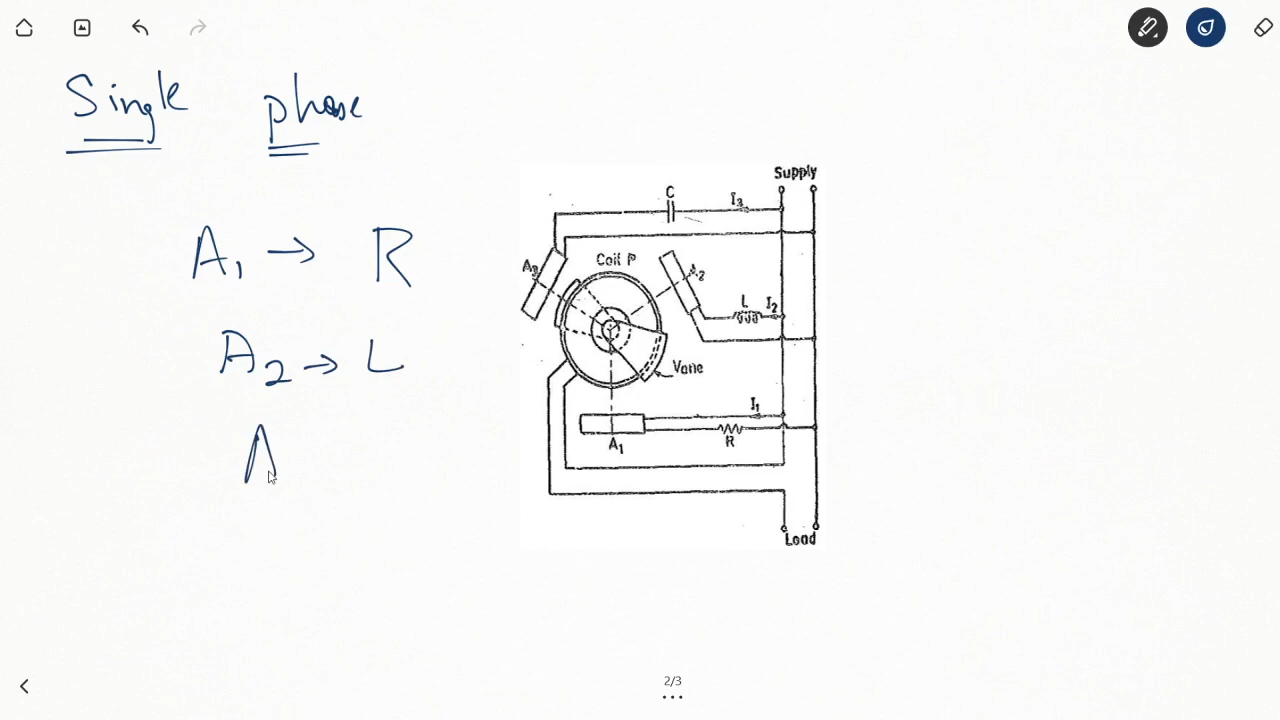 Single phase
A₁ → R
A₂ → L
A
Supply
C
I₃
A₃
Coil P
A₂
L
I₂
Vane
I₁
A₁
R
Load
2/3